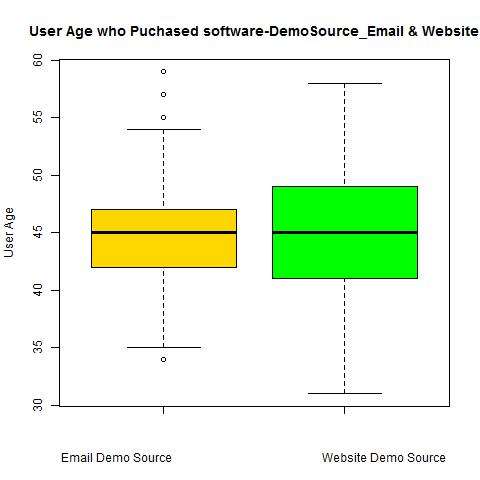 User Age who Puchased software-DemoSource_Email & Website
60
55
50
45
40
35
30
User Age
Email Demo Source
Website Demo Source